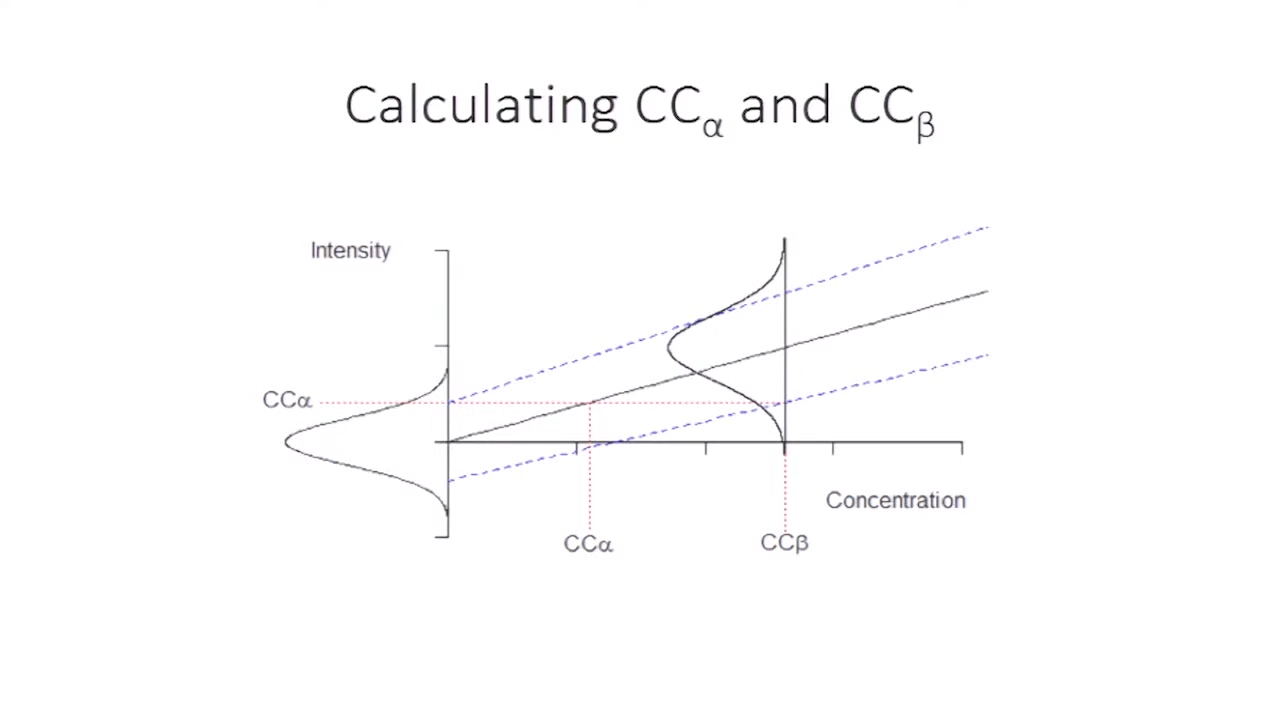 Calculating CCα and CCβ
Intensity
CCα
Concentration
CCα
CCβ